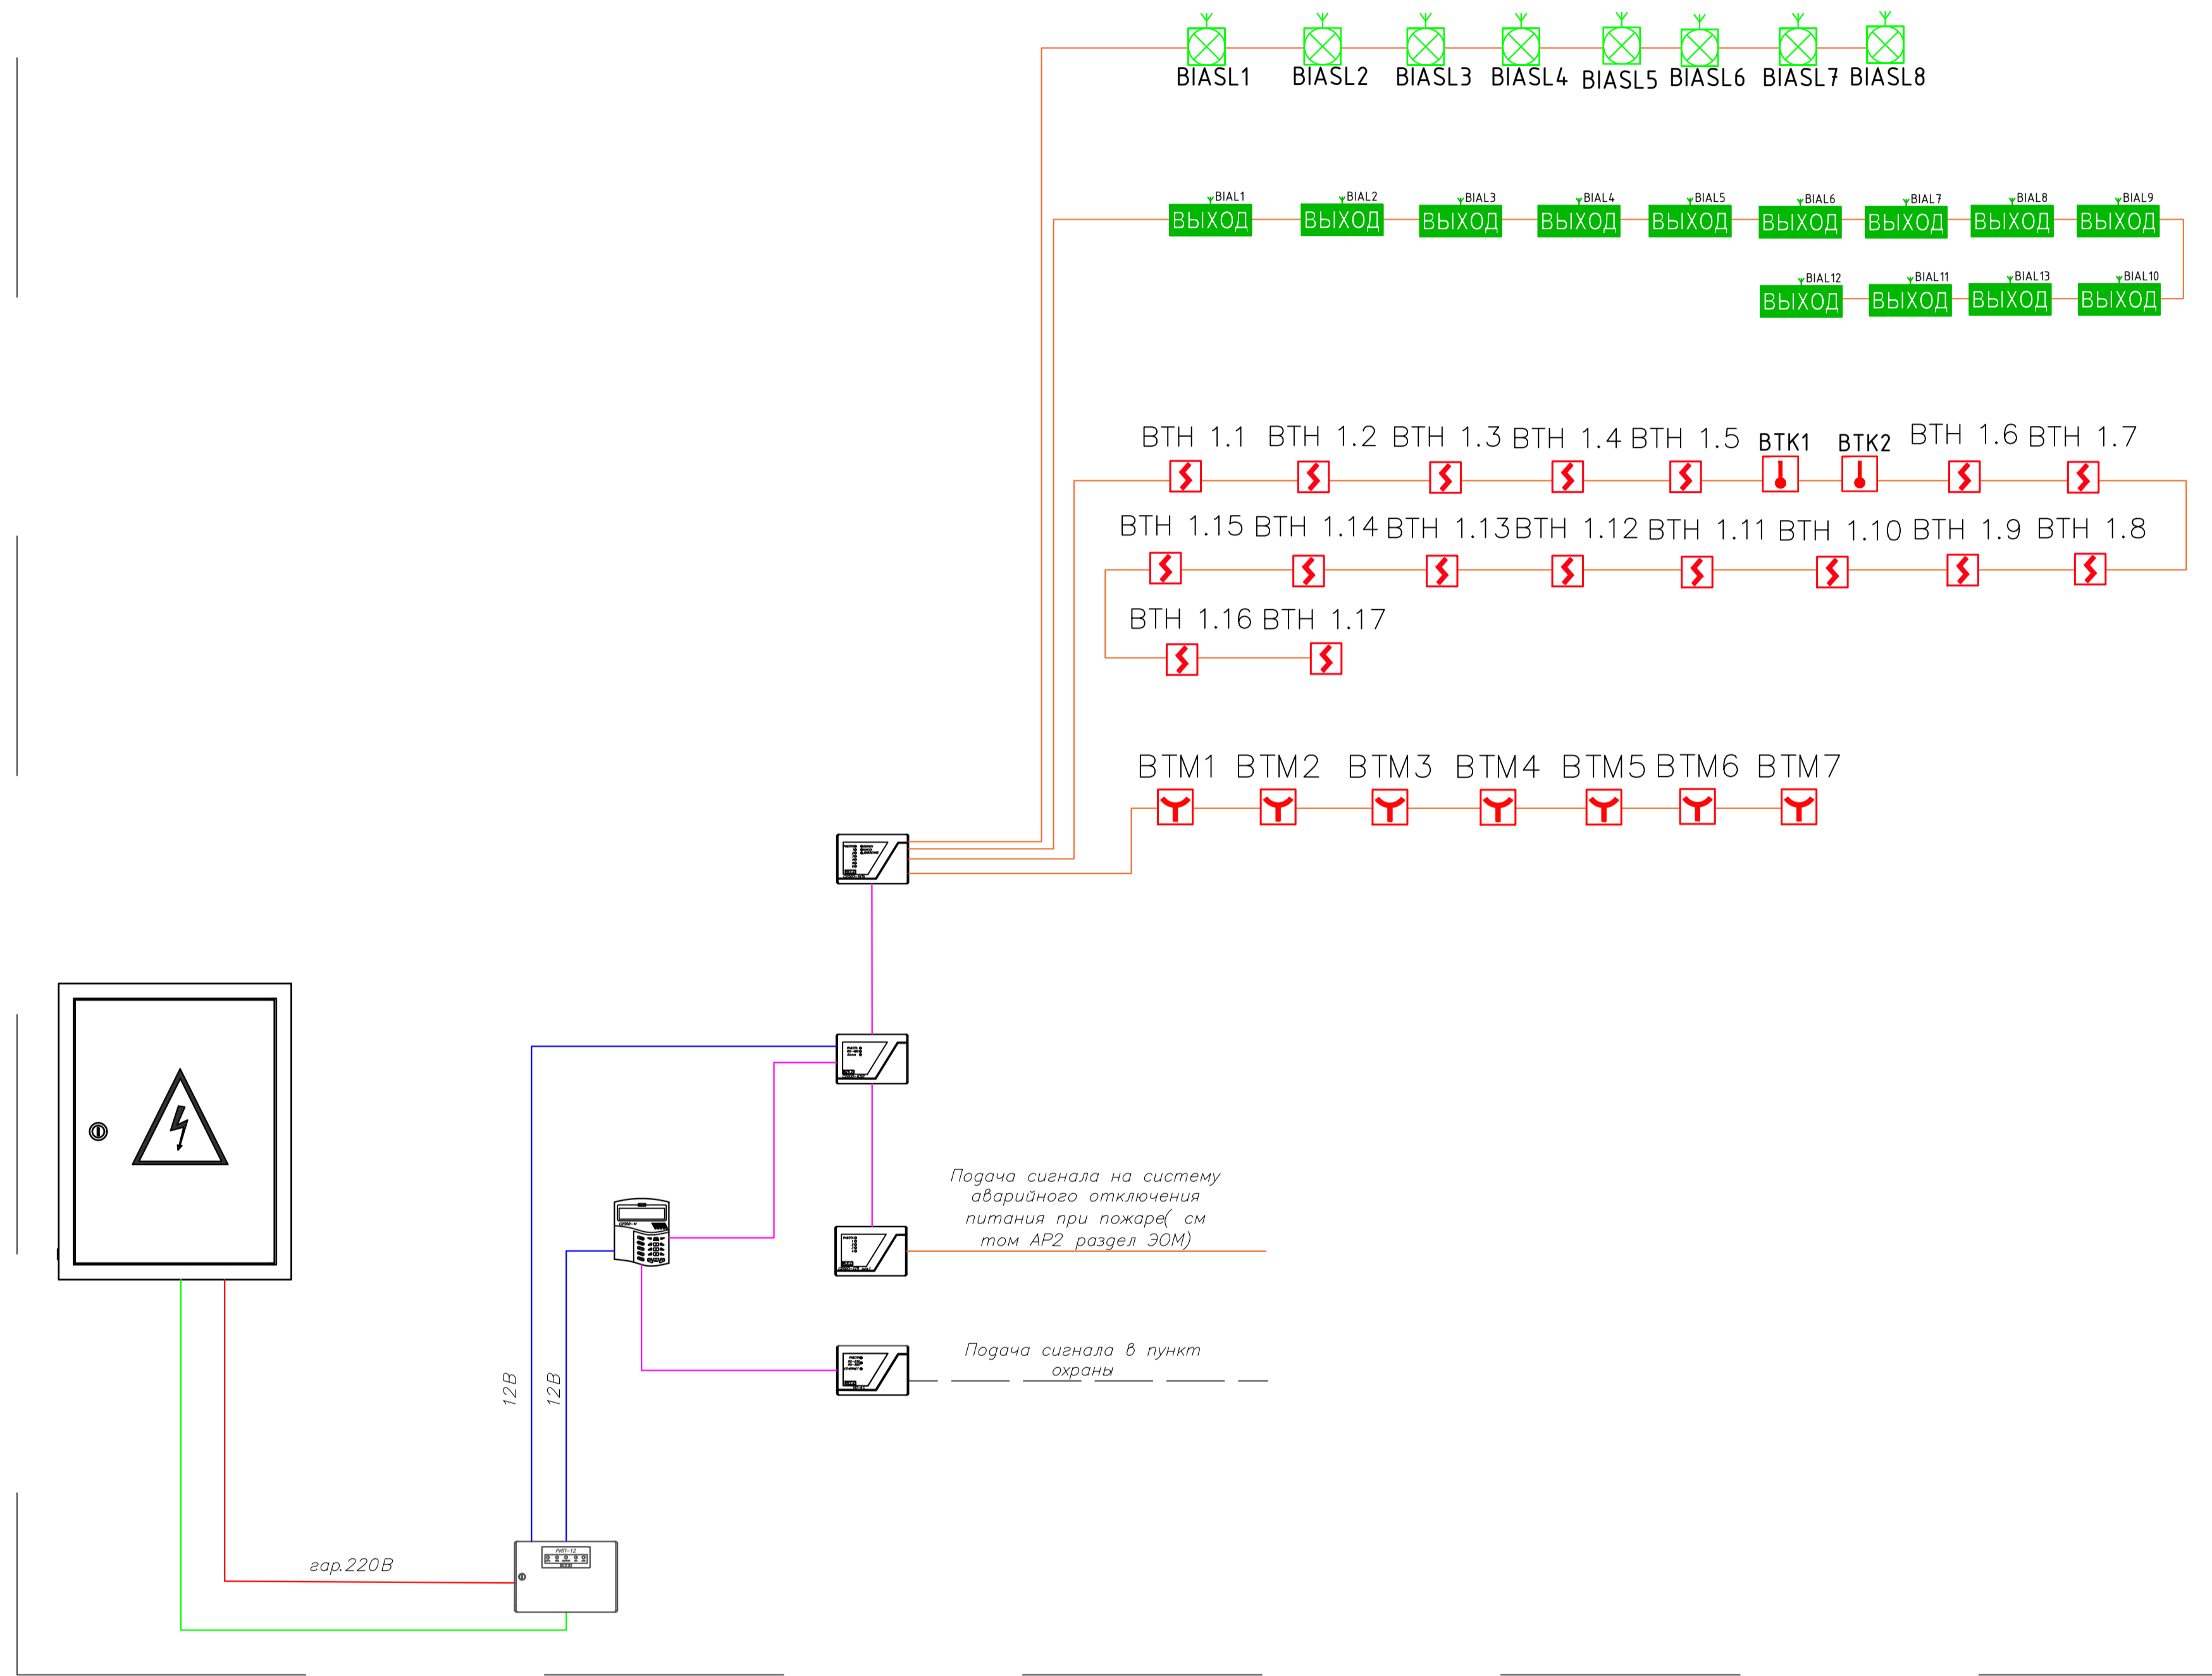 BIASL1 BIASL2 BIASL3 BIASL4 BIASL5 BIASL6 BIASL7 BIASL8
BIAL1 BIAL2 BIAL3 BIAL4 BIAL5 BIAL6 BIAL7 BIAL8 BIAL9
ВЫХОД ВЫХОД ВЫХОД ВЫХОД ВЫХОД ВЫХОД ВЫХОД ВЫХОД ВЫХОД
BIAL12 BIAL11 BIAL13 BIAL10
ВЫХОД ВЫХОД ВЫХОД ВЫХОД
BTH 1.1 BTH 1.2 BTH 1.3 BTH 1.4 BTH 1.5 BTK1 BTK2 BTH 1.6 BTH 1.7
BTH 1.15 BTH 1.14 BTH 1.13 BTH 1.12 BTH 1.11 BTH 1.10 BTH 1.9 BTH 1.8
BTH 1.16 BTH 1.17
BTM1 BTM2 BTM3 BTM4 BTM5 BTM6 BTM7
Подача сигнала на систему
аварийного отключения
питания при пожаре( см
том АР2 раздел ЭОМ)
Подача сигнала в пункт
охраны
12В
12В
гар.220В
РИП-12